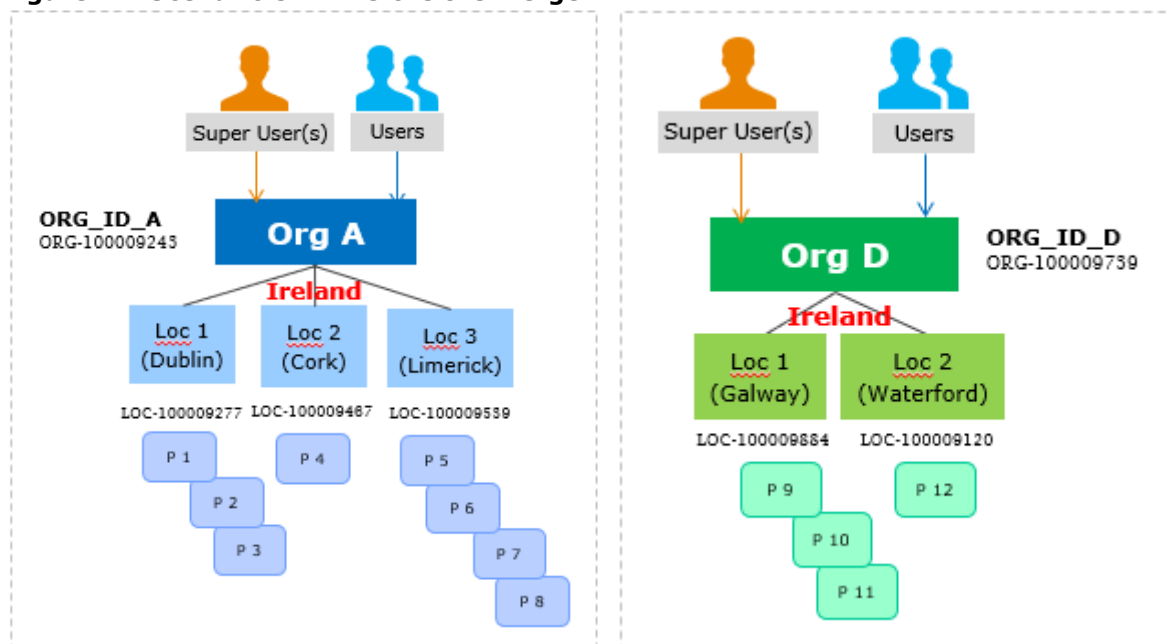 Super User(s)
Users
ORG_ID_A
ORG-100009243
Org A
Ireland
Loc 1
(Dublin)
Loc 2
(Cork)
Loc 3
(Limerick)
LOC-100009277
LOC-100009467
LOC-100009539
P 1
P 2
P 3
P 4
P 5
P 6
P 7
P 8
Super User(s)
Users
Org D
ORG_ID_D
ORG-100009739
Ireland
Loc 1
(Galway)
Loc 2
(Waterford)
LOC-100009884
LOC-100009120
P 9
P 10
P 11
P 12